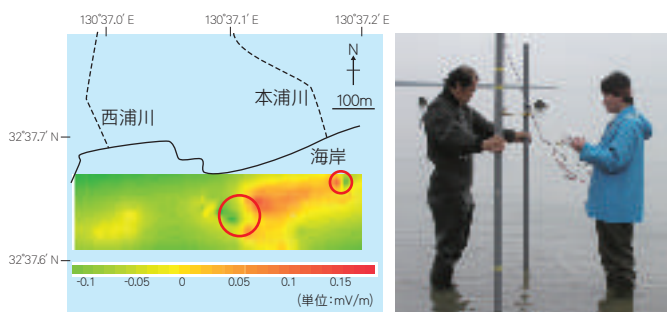 130°37.0′ E 130°37.1′ E 130°37.2′ E
N
100m
本浦川
西浦川
32°37.7′ N
海岸
32°37.6′ N
-0.1 -0.05 0 0.05 0.1 0.15
(単位:mV/m)